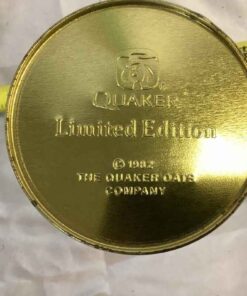 QUAKER®
Limited Edition
© 1982
THE QUAKER OATS
COMPANY